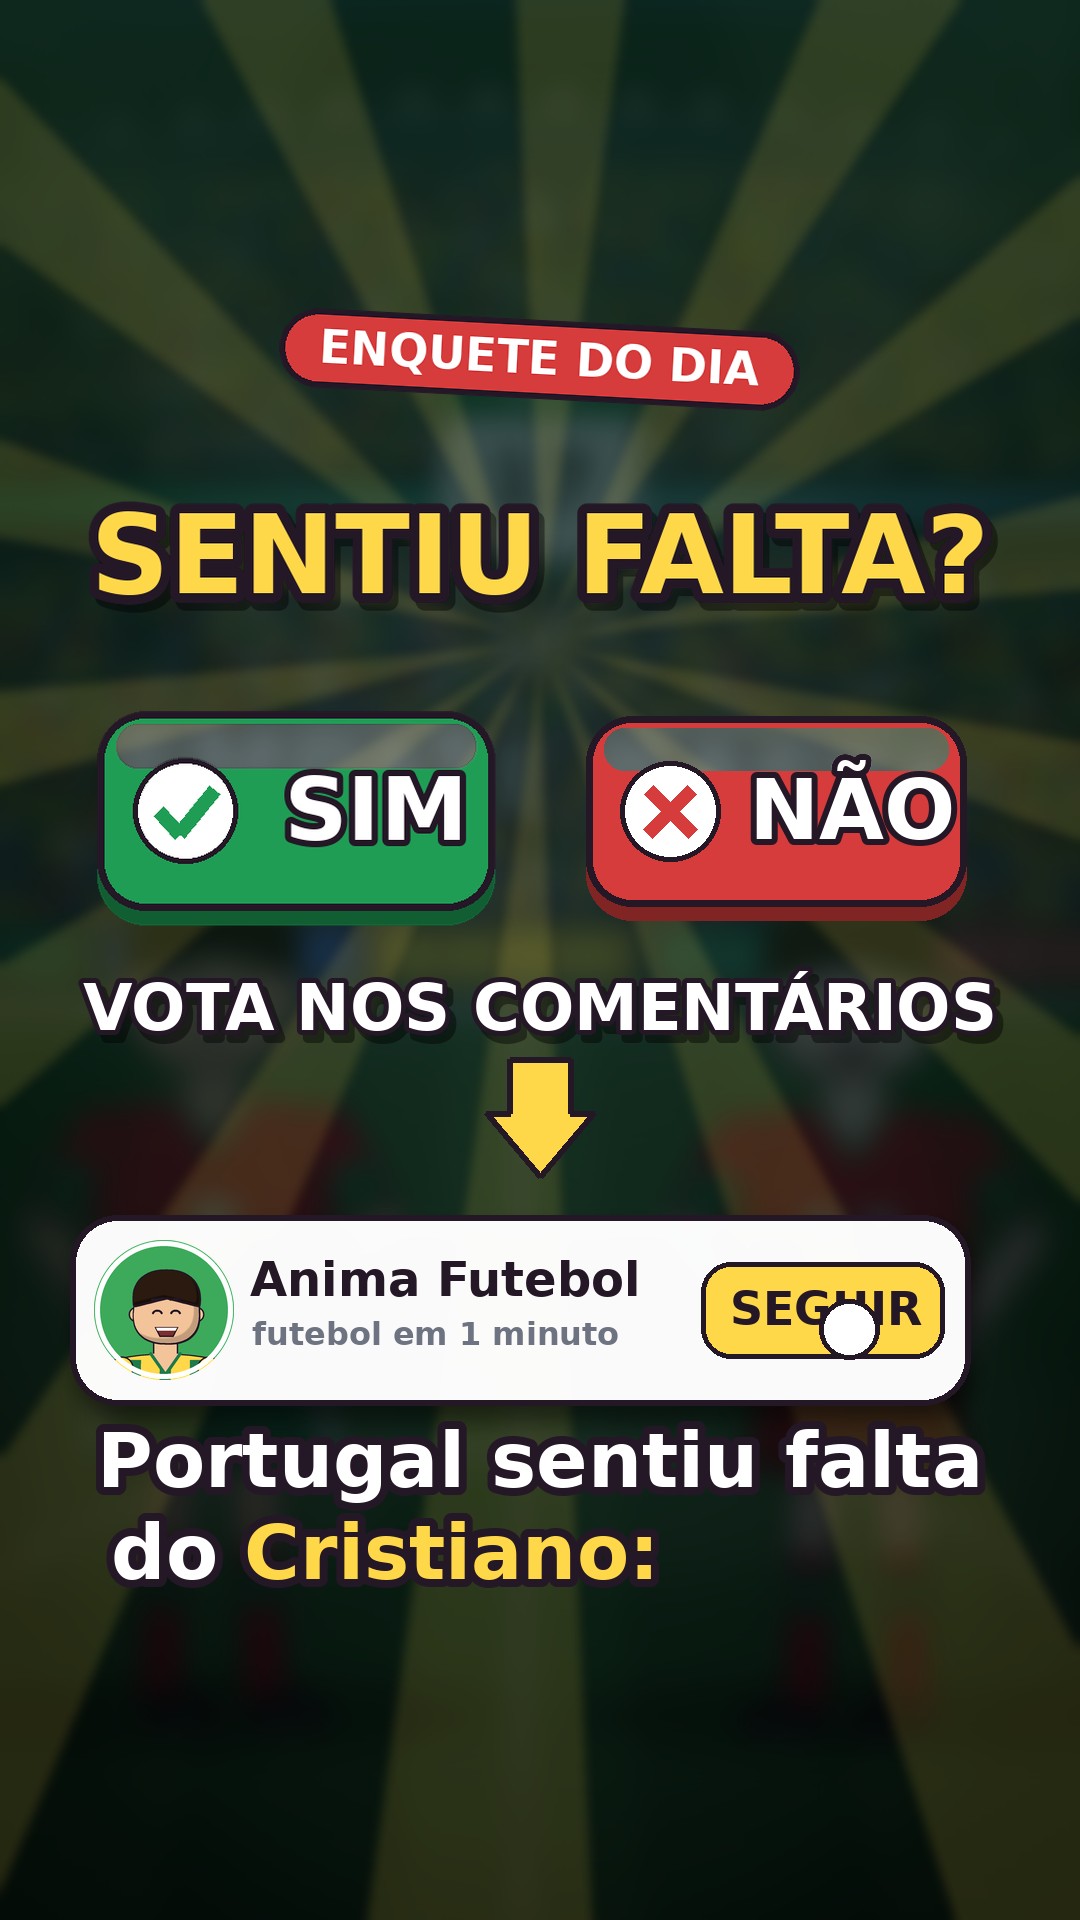 ENQUETE DO DIA
SENTIU FALTA?
SIM
NÃO
VOTA NOS COMENTÁRIOS
Anima Futebol
futebol em 1 minuto
SEGUIR
Portugal sentiu falta
do Cristiano: